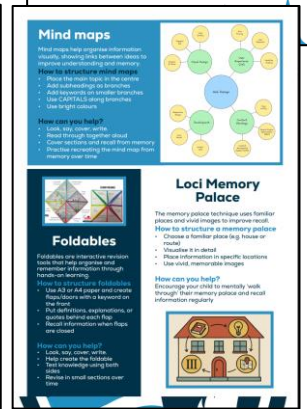 Mind maps
Mind maps help organise information
visually, showing links between ideas to
improve understanding and memory
How to structure mind maps
• Place the main topic in the centre
• Add subheadings as branches
• Add keywords on smaller branches
• Use CAPITALS along branches
• Use bright colours
How can you help?
• Look, say, cover, write
• Read through together aloud
• Cover sections and recall from memory
• Practise recreating the mind map from
memory over time
Foldables
Foldables are interactive revision
tools that help organise and
remember information through
hands-on learning.
How to structure foldables
• Use A3 or A4 paper and create
flaps/doors with a keyword on
the front
• Put definitions, explanations, or
quotes behind each flap
• Recall information when flaps
are closed
How can you help?
• Look, say, cover, write
• Help create the foldable
• Test knowledge using both
sides
• Revise in small sections over
time
Loci Memory
Palace
The memory palace technique uses familiar
places and vivid images to improve recall.
How to structure a memory palace
• Choose a familiar place (e.g. house or
route)
• Visualise it in detail
• Place information in specific locations
• Use vivid, memorable images
How can you help?
Encourage your child to mentally 'walk
through' their memory palace and recall
information regularly